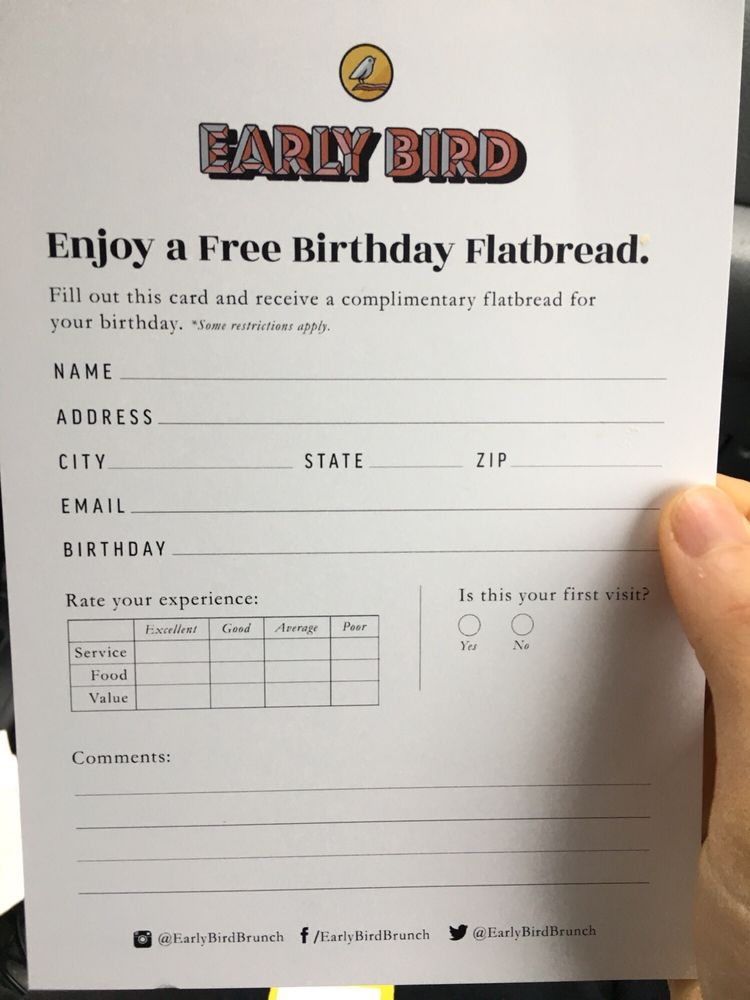 EARLY BIRD
Enjoy a Free Birthday Flatbread.
Fill out this card and receive a complimentary flatbread for
your birthday. *Some restrictions apply.
NAME
ADDRESS
CITY STATE ZIP
EMAIL
BIRTHDAY
Rate your experience:
Excellent Good Average Poor
Service
Food
Value
Is this your first visit?
Yes No
Comments:
@EarlyBirdBrunch f /EarlyBirdBrunch @EarlyBirdBrunch